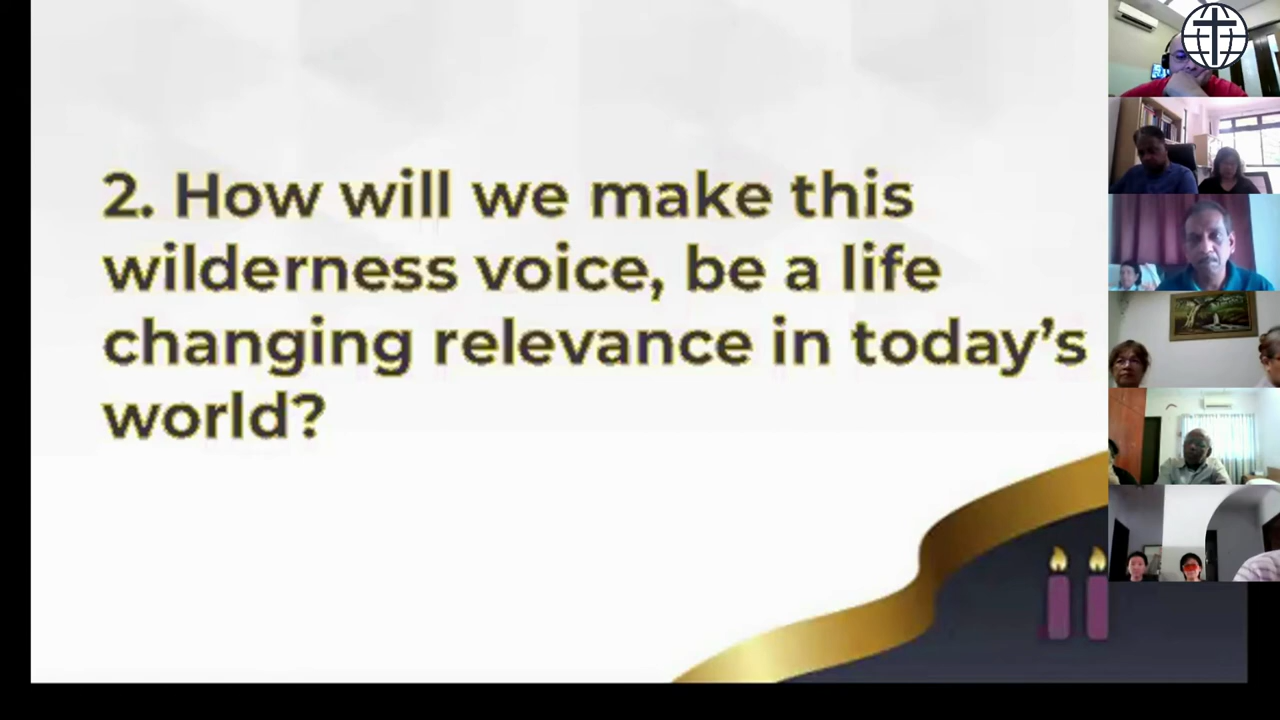 2. How will we make this
wilderness voice, be a life
changing relevance in today’s
world?